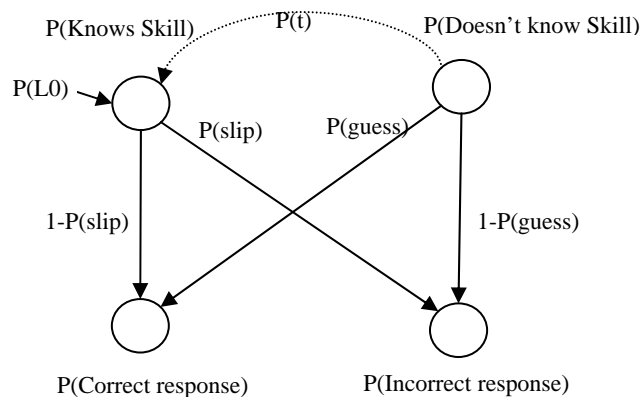 P(t)
P(Knows Skill)
P(Doesn't know Skill)
P(L0)
P(slip)
P(guess)
1-P(slip)
1-P(guess)
P(Correct response)
P(Incorrect response)